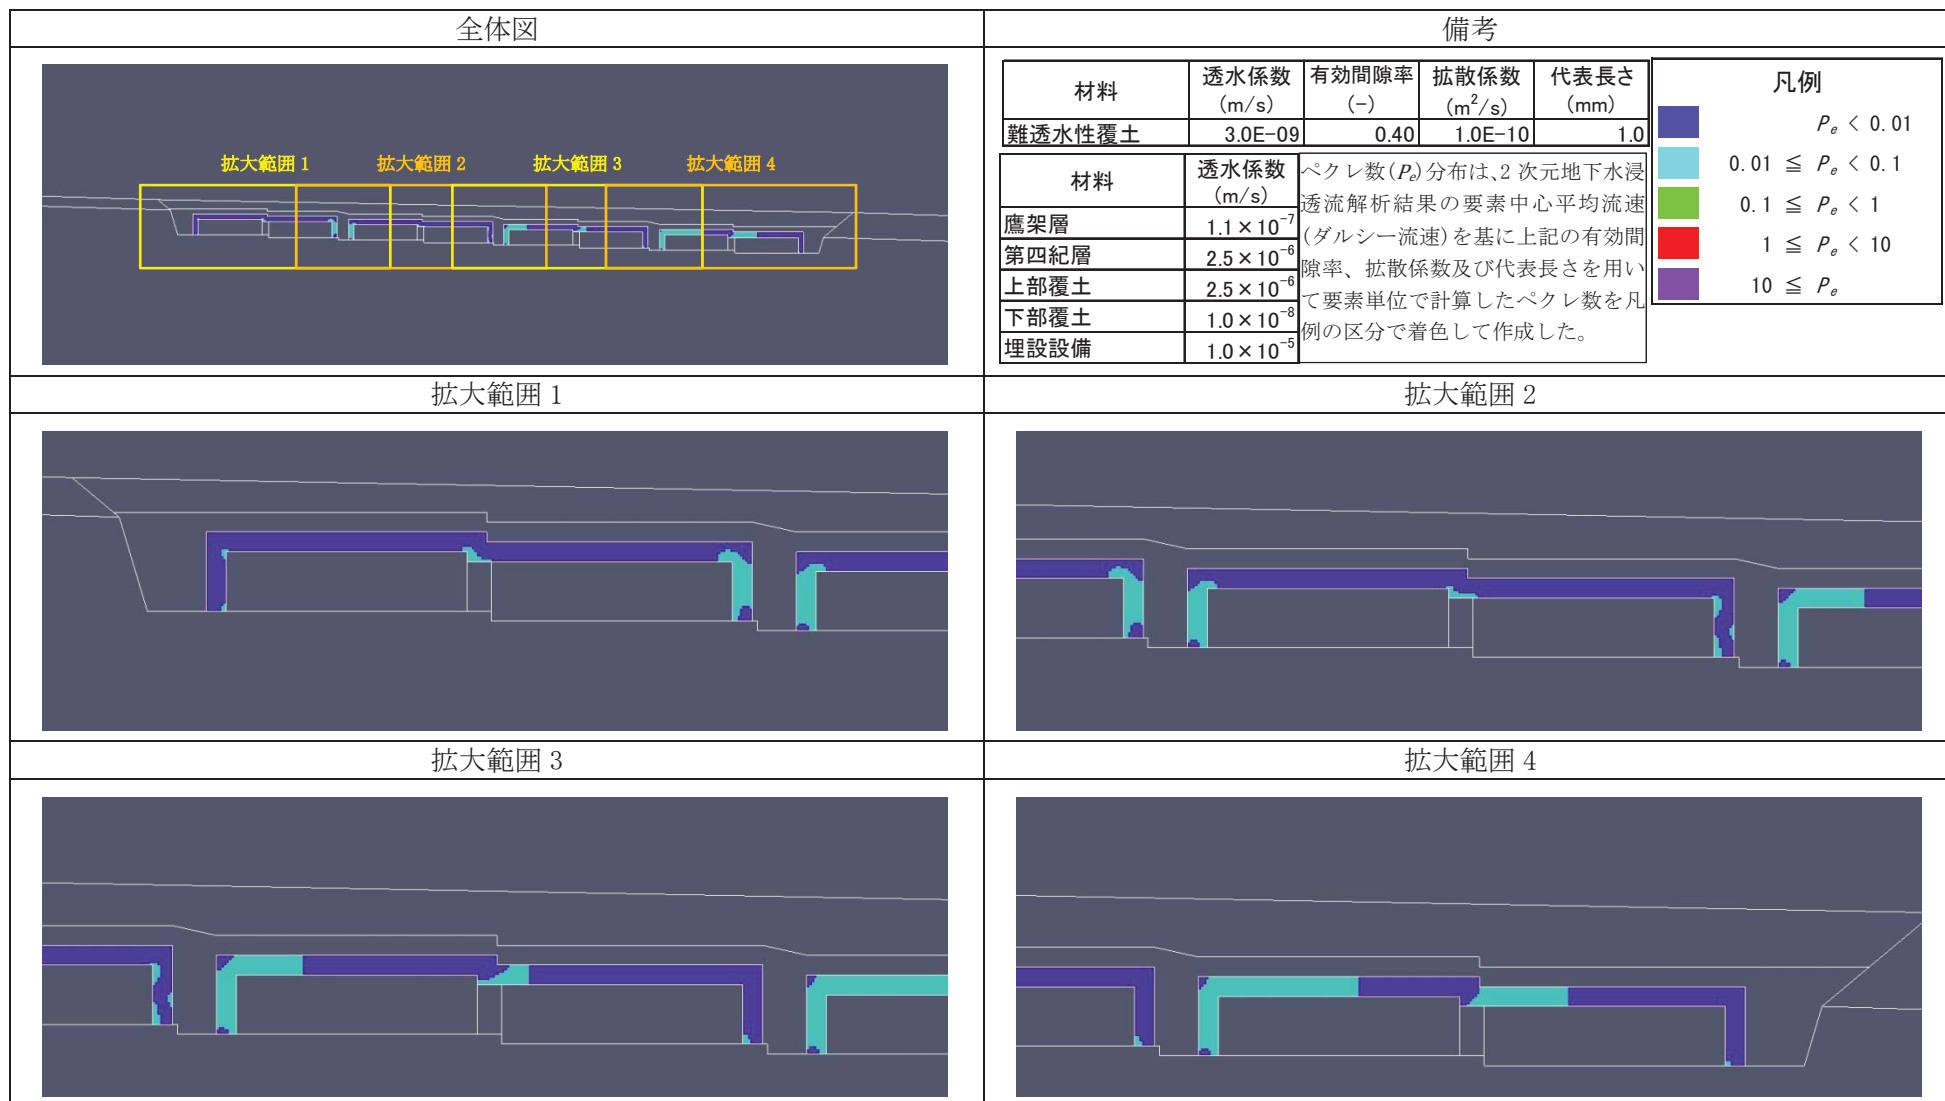 全体図
備考
拡大範囲 1
拡大範囲 2
拡大範囲 3
拡大範囲 4
材料 透水係数 (m/s) 有効間隙率 (-) 拡散係数 (m²/s) 代表長さ (mm)
難透水性覆土 3.0E-09 0.40 1.0E-10 1.0
材料 透水係数 (m/s)
鷹架層 1.1×10⁻⁷
第四紀層 2.5×10⁻⁶
上部覆土 2.5×10⁻⁶
下部覆土 1.0×10⁻⁸
埋設設備 1.0×10⁻⁵
ペクレ数(Pₑ)分布は、2 次元地下水浸
透流解析結果の要素中心平均流速
(ダルシー流速)を基に上記の有効間
隙率、拡散係数及び代表長さを用い
て要素単位で計算したペクレ数を凡
例の区分で着色して作成した。
凡例
Pₑ < 0.01
0.01 ≦ Pₑ < 0.1
0.1 ≦ Pₑ < 1
1 ≦ Pₑ < 10
10 ≦ Pₑ
拡大範囲 1
拡大範囲 2
拡大範囲 3
拡大範囲 4